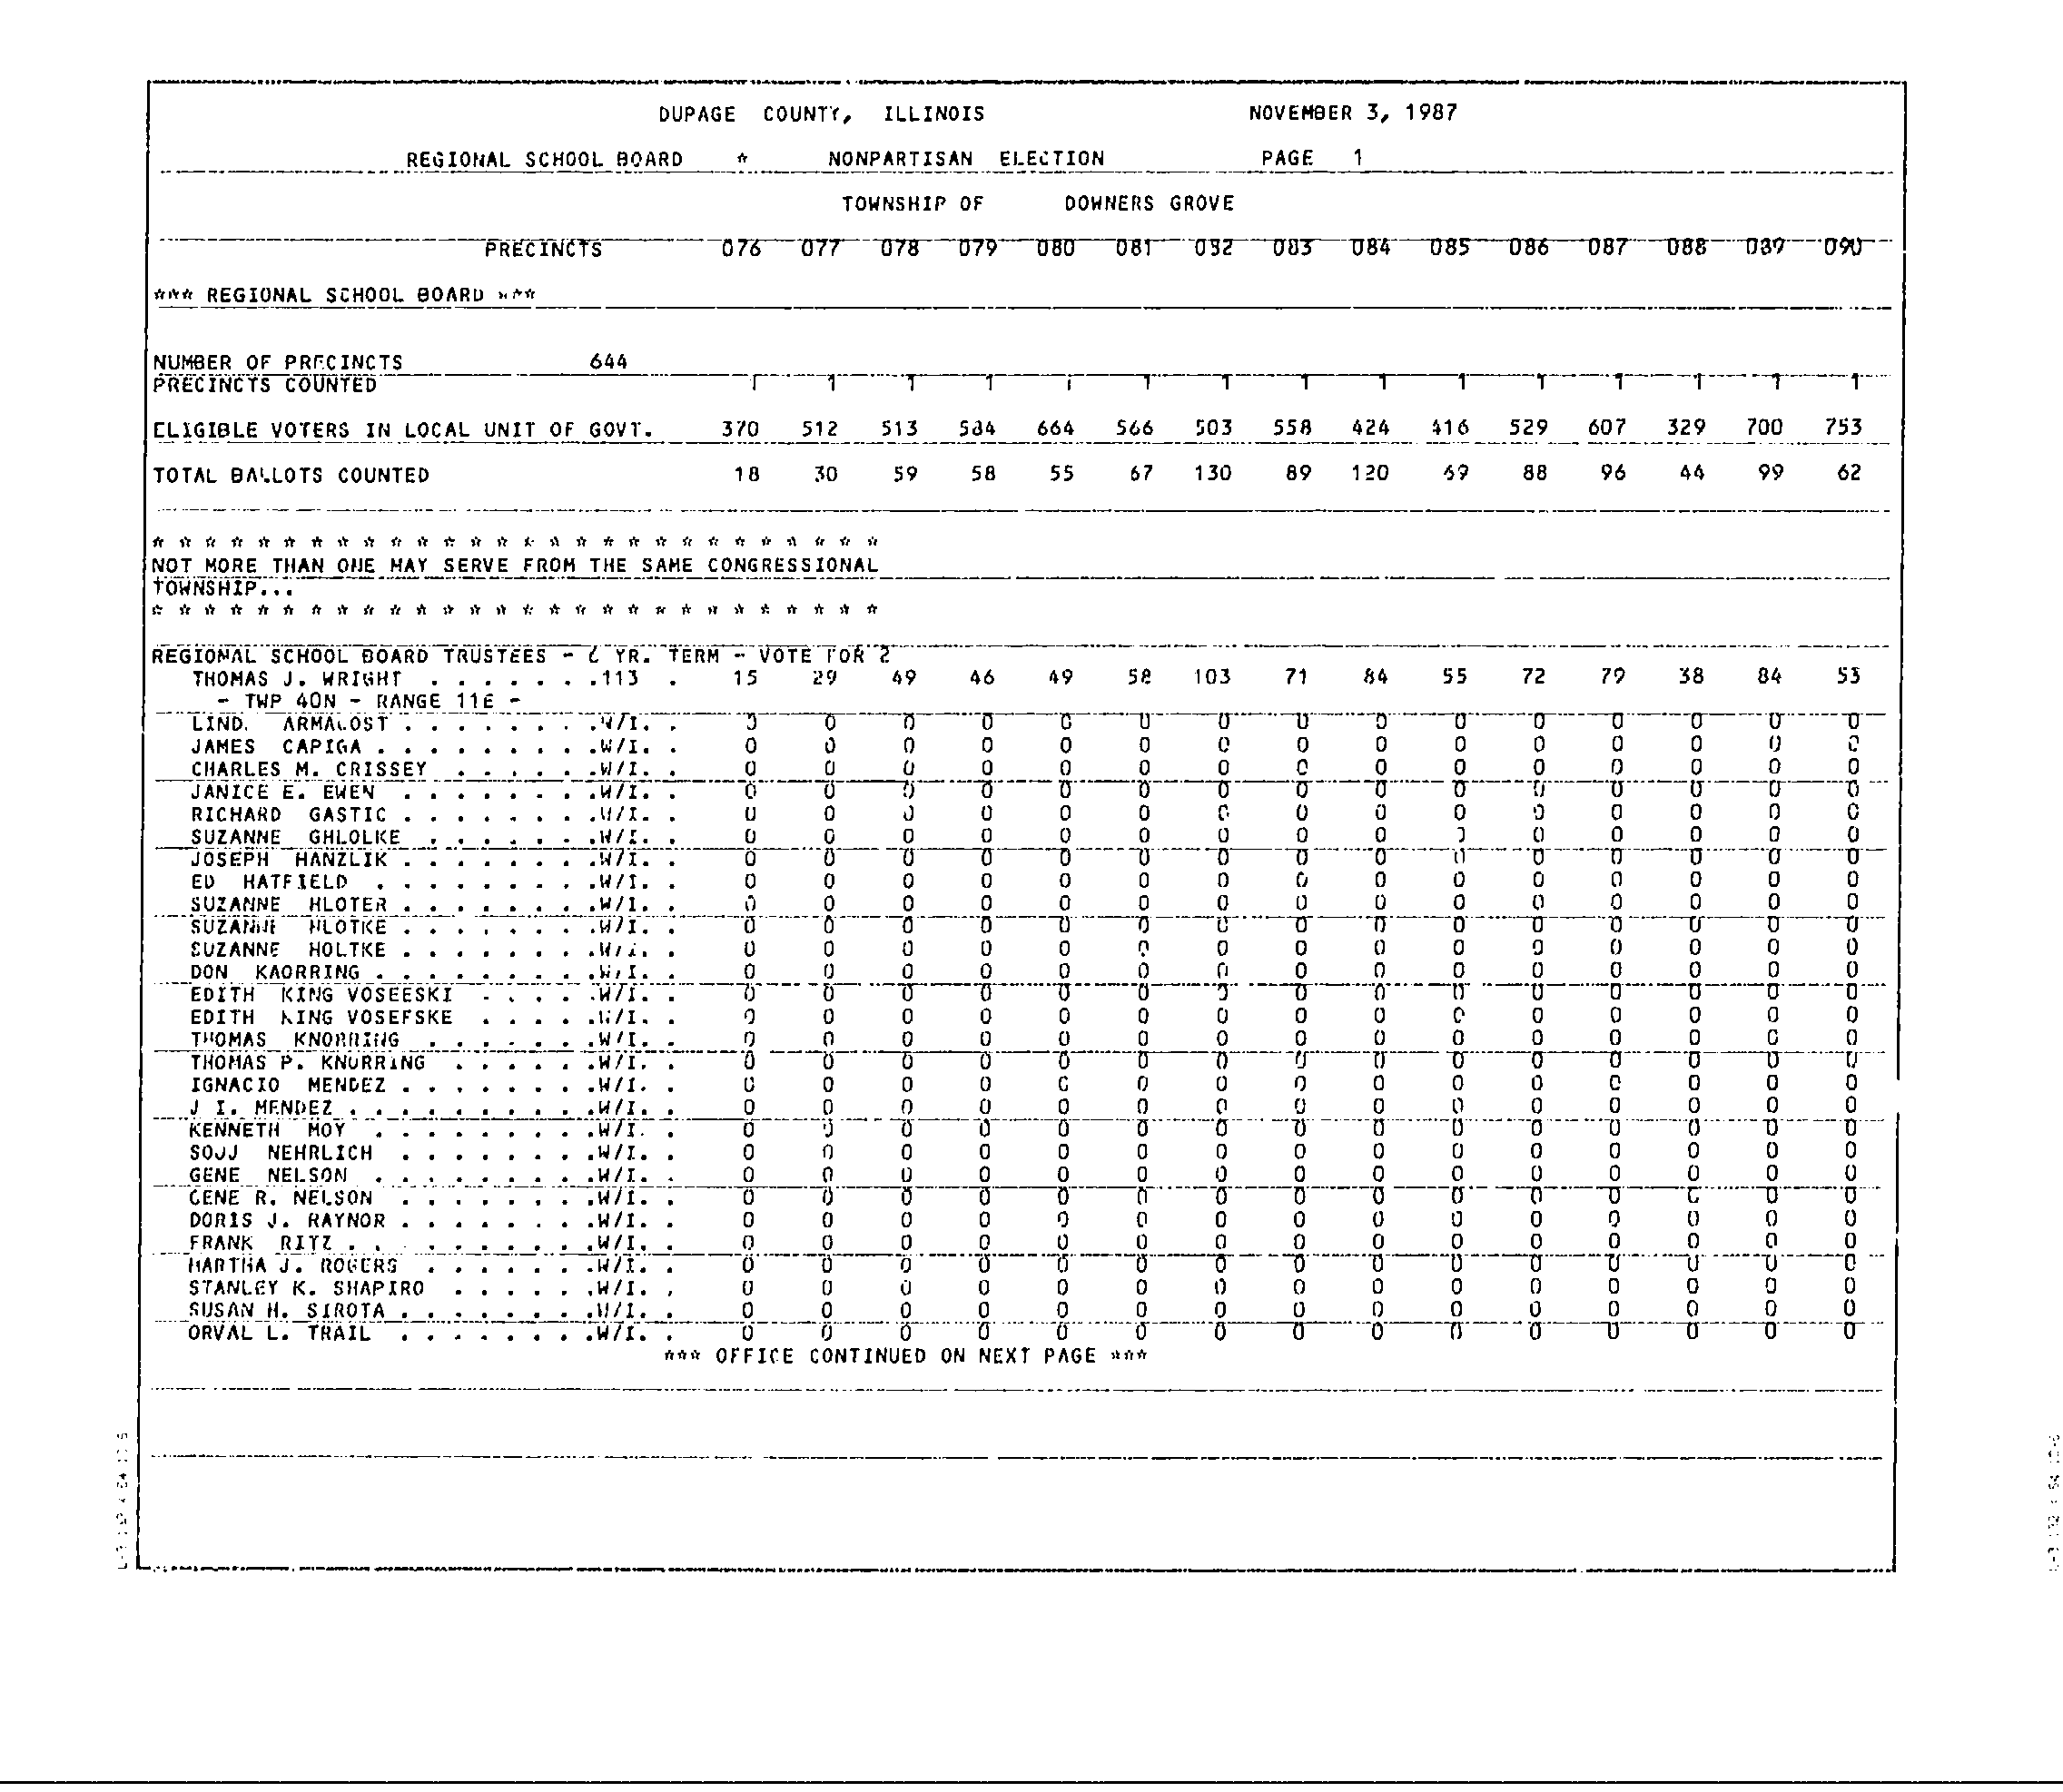 DUPAGE COUNTY, ILLINOIS NOVEMBER 3, 1987
REGIONAL SCHOOL BOARD * NONPARTISAN ELECTION PAGE 1
TOWNSHIP OF DOWNERS GROVE
PRECINCTS 076 077 078 079 080 081 082 083 084 085 086 087 088 089 090
*** REGIONAL SCHOOL BOARD ***
NUMBER OF PRECINCTS 644
PRECINCTS COUNTED 1 1 1 1 1 1 1 1 1 1 1 1 1 1 1
ELIGIBLE VOTERS IN LOCAL UNIT OF GOVT. 370 512 513 584 664 566 503 558 424 416 529 607 329 700 753
TOTAL BALLOTS COUNTED 18 30 59 58 55 67 130 89 120 69 88 96 44 99 62
* * * * * * * * * * * * * * * * * * * * * * * * * * * *
NOT MORE THAN ONE MAY SERVE FROM THE SAME CONGRESSIONAL
TOWNSHIP...
* * * * * * * * * * * * * * * * * * * * * * * * * * * *
REGIONAL SCHOOL BOARD TRUSTEES - 6 YR. TERM - VOTE FOR 2
THOMAS J. WRIGHT . . . . . . .113 . 15 29 49 46 49 58 103 71 84 55 72 79 38 84 53
- TWP 40N - RANGE 11E -
LIND. ARMALOST . . . . . . . .W/I. . 0 0 0 0 0 0 0 0 0 0 0 0 0 0 0
JAMES CAPIGA . . . . . . . . .W/I. . 0 0 0 0 0 0 0 0 0 0 0 0 0 0 0
CHARLES M. CRISSEY . . . . . .W/I. . 0 0 0 0 0 0 0 0 0 0 0 0 0 0 0
JANICE E. EWEN . . . . . . . .W/I. . 0 0 0 0 0 0 0 0 0 0 0 0 0 0 0
RICHARD GASTIC . . . . . . . .W/I. . 0 0 0 0 0 0 0 0 0 0 0 0 0 0 0
SUZANNE GHLOLKE . . . . . . .W/I. . 0 0 0 0 0 0 0 0 0 0 0 0 0 0 0
JOSEPH HANZLIK . . . . . . . .W/I. . 0 0 0 0 0 0 0 0 0 0 0 0 0 0 0
ED HATFIELD . . . . . . . . .W/I. . 0 0 0 0 0 0 0 0 0 0 0 0 0 0 0
SUZANNE HLOTER . . . . . . . .W/I. . 0 0 0 0 0 0 0 0 0 0 0 0 0 0 0
SUZANNE HLOTKE . . . . . . . .W/I. . 0 0 0 0 0 0 0 0 0 0 0 0 0 0 0
SUZANNE HOLTKE . . . . . . . .W/I. . 0 0 0 0 0 0 0 0 0 0 0 0 0 0 0
DON KAORRING . . . . . . . . .W/I. . 0 0 0 0 0 0 0 0 0 0 0 0 0 0 0
EDITH KING VOSEESKI . . . . .W/I. . 0 0 0 0 0 0 0 0 0 0 0 0 0 0 0
EDITH KING VOSEFSKE . . . . .W/I. . 0 0 0 0 0 0 0 0 0 0 0 0 0 0 0
THOMAS KNORRING . . . . . . .W/I. . 0 0 0 0 0 0 0 0 0 0 0 0 0 0 0
THOMAS P. KNORRING . . . . . .W/I. . 0 0 0 0 0 0 0 0 0 0 0 0 0 0 0
IGNACIO MENDEZ . . . . . . . .W/I. . 0 0 0 0 0 0 0 0 0 0 0 0 0 0 0
J I. MENDEZ . . . . . . . . . .W/I. . 0 0 0 0 0 0 0 0 0 0 0 0 0 0 0
KENNETH MOY . . . . . . . . .W/I. . 0 0 0 0 0 0 0 0 0 0 0 0 0 0 0
SOJJ NEHRLICH . . . . . . . .W/I. . 0 0 0 0 0 0 0 0 0 0 0 0 0 0 0
GENE NELSON . . . . . . . . .W/I. . 0 0 0 0 0 0 0 0 0 0 0 0 0 0 0
GENE R. NELSON . . . . . . . .W/I. . 0 0 0 0 0 0 0 0 0 0 0 0 0 0 0
DORIS J. RAYNOR . . . . . . . .W/I. . 0 0 0 0 0 0 0 0 0 0 0 0 0 0 0
FRANK RITZ . . . . . . . . . .W/I. . 0 0 0 0 0 0 0 0 0 0 0 0 0 0 0
MARTHA J. ROGERS . . . . . . .W/I. . 0 0 0 0 0 0 0 0 0 0 0 0 0 0 0
STANLEY K. SHAPIRO . . . . . .W/I. . 0 0 0 0 0 0 0 0 0 0 0 0 0 0 0
SUSAN H. SIROTA . . . . . . . .W/I. . 0 0 0 0 0 0 0 0 0 0 0 0 0 0 0
ORVAL L. TRAIL . . . . . . . .W/I. . 0 0 0 0 0 0 0 0 0 0 0 0 0 0 0
*** OFFICE CONTINUED ON NEXT PAGE ***